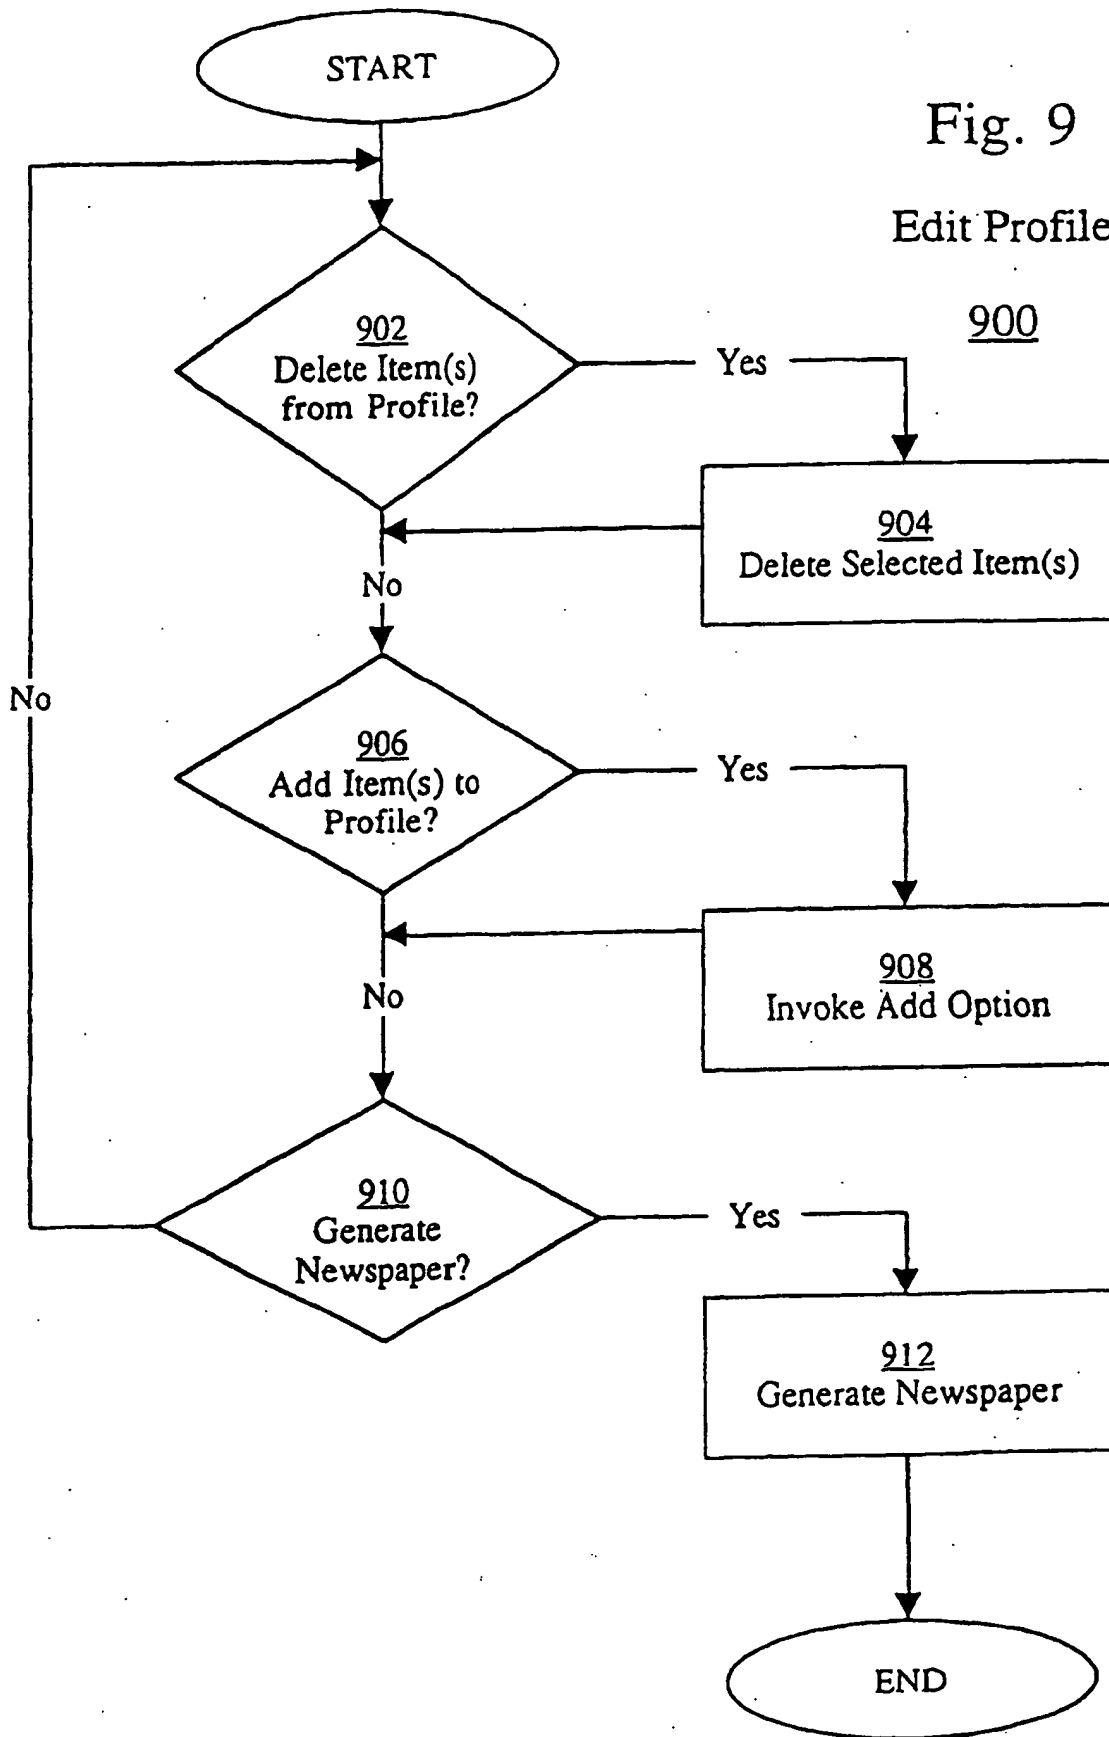 START
Fig. 9
Edit Profile
900
902
Delete Item(s)
from Profile?
Yes
904
Delete Selected Item(s)
No
No
906
Add Item(s) to
Profile?
Yes
908
Invoke Add Option
No
910
Generate
Newspaper?
Yes
912
Generate Newspaper
END